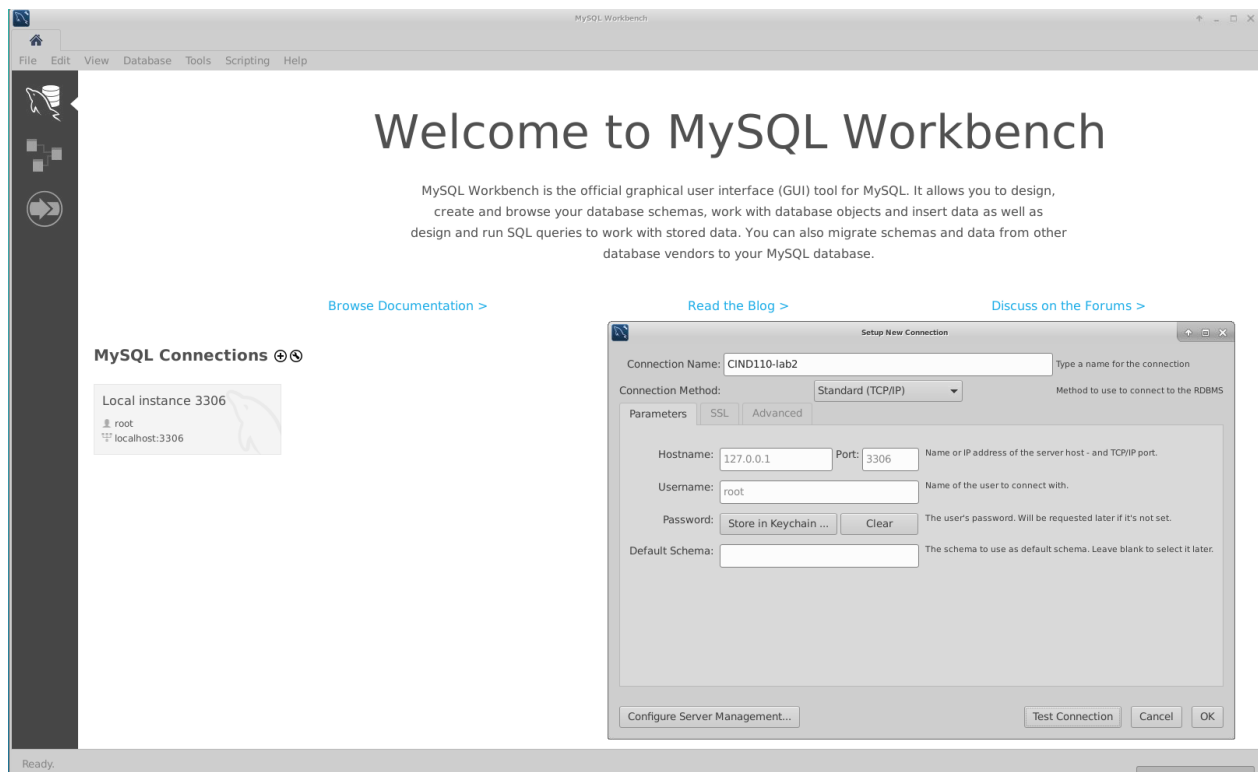 MySQL Workbench
File Edit View Database Tools Scripting Help
Welcome to MySQL Workbench
MySQL Workbench is the official graphical user interface (GUI) tool for MySQL. It allows you to design,
create and browse your database schemas, work with database objects and insert data as well as
design and run SQL queries to work with stored data. You can also migrate schemas and data from other
database vendors to your MySQL database.
Browse Documentation > Read the Blog > Discuss on the Forums >
MySQL Connections
Local instance 3306
root
localhost:3306
Setup New Connection
Connection Name: CIND110-lab2 Type a name for the connection
Connection Method: Standard (TCP/IP) Method to use to connect to the RDBMS
Parameters SSL Advanced
Hostname: 127.0.0.1 Port: 3306 Name or IP address of the server host - and TCP/IP port.
Username: root Name of the user to connect with.
Password: Store in Keychain ... Clear The user's password. Will be requested later if it's not set.
Default Schema: The schema to use as default schema. Leave blank to select it later.
Configure Server Management... Test Connection Cancel OK
Ready.